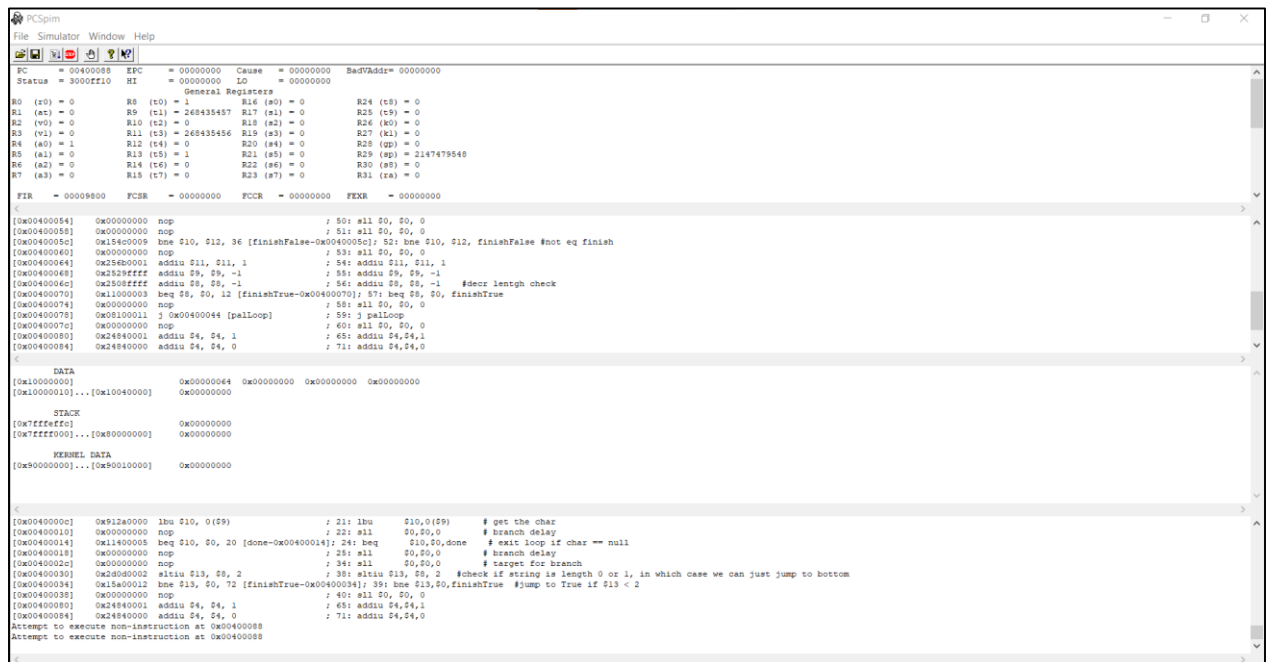 PCSpim
File Simulator Window Help
PC = 00400088 EPC = 00000000 Cause = 00000000 BadVAddr= 00000000
Status = 3000ff10 HI = 00000000 LO = 00000000
General Registers
R0 (r0) = 0 R8 (t0) = 1 R16 (s0) = 0 R24 (t8) = 0
R1 (at) = 0 R9 (t1) = 268435457 R17 (s1) = 0 R25 (t9) = 0
R2 (v0) = 0 R10 (t2) = 0 R18 (s2) = 0 R26 (k0) = 0
R3 (v1) = 0 R11 (t3) = 268435456 R19 (s3) = 0 R27 (k1) = 0
R4 (a0) = 1 R12 (t4) = 0 R20 (s4) = 0 R28 (gp) = 0
R5 (a1) = 0 R13 (t5) = 1 R21 (s5) = 0 R29 (sp) = 2147479548
R6 (a2) = 0 R14 (t6) = 0 R22 (s6) = 0 R30 (s8) = 0
R7 (a3) = 0 R15 (t7) = 0 R23 (s7) = 0 R31 (ra) = 0
FIR = 00009800 FCSR = 00000000 FCCR = 00000000 FEXR = 00000000
[0x00400054] 0x00000000 nop ; 50: sll $0, $0, 0
[0x00400058] 0x00000000 nop ; 51: sll $0, $0, 0
[0x0040005c] 0x154c0009 bne $10, $12, 36 [finishFalse-0x0040005c]; 52: bne $10, $12, finishFalse #not eq finish
[0x00400060] 0x00000000 nop ; 53: sll $0, $0, 0
[0x00400064] 0x256b0001 addiu $11, $11, 1 ; 54: addiu $11, $11, 1
[0x00400068] 0x2529ffff addiu $9, $9, -1 ; 55: addiu $9, $9, -1
[0x0040006c] 0x2508ffff addiu $8, $8, -1 ; 56: addiu $8, $8, -1 #decr lentgh check
[0x00400070] 0x11000003 beq $8, $0, 12 [finishTrue-0x00400070]; 57: beq $8, $0, finishTrue
[0x00400074] 0x00000000 nop ; 58: sll $0, $0, 0
[0x00400078] 0x08100011 j 0x00400044 [palLoop] ; 59: j palLoop
[0x0040007c] 0x00000000 nop ; 60: sll $0, $0, 0
[0x00400080] 0x24840001 addiu $4, $4, 1 ; 65: addiu $4,$4,1
[0x00400084] 0x24840000 addiu $4, $4, 0 ; 71: addiu $4,$4,0
DATA
[0x10000000] 0x00000064 0x00000000 0x00000000 0x00000000
[0x10000010]...[0x10040000] 0x00000000
STACK
[0x7fffeffc] 0x00000000
[0x7ffff000]...[0x80000000] 0x00000000
KERNEL DATA
[0x90000000]...[0x90010000] 0x00000000
[0x0040000c] 0x912a0000 lbu $10, 0($9) ; 21: lbu $10,0($9) # get the char
[0x00400010] 0x00000000 nop ; 22: sll $0,$0,0 # branch delay
[0x00400014] 0x11400005 beq $10, $0, 20 [done-0x00400014]; 24: beq $10,$0,done # exit loop if char == null
[0x00400018] 0x00000000 nop ; 25: sll $0,$0,0 # branch delay
[0x0040002c] 0x00000000 nop ; 34: sll $0,$0,0 # target for branch
[0x00400030] 0x2d0d0002 sltiu $13, $8, 2 ; 38: sltiu $13, $8, 2 #check if string is length 0 or 1, in which case we can just jump to bottom
[0x00400034] 0x15a00012 bne $13, $0, 72 [finishTrue-0x00400034]; 39: bne $13,$0,finishTrue #jump to True if $13 < 2
[0x00400038] 0x00000000 nop ; 40: sll $0, $0, 0
[0x00400080] 0x24840001 addiu $4, $4, 1 ; 65: addiu $4,$4,1
[0x00400084] 0x24840000 addiu $4, $4, 0 ; 71: addiu $4,$4,0
Attempt to execute non-instruction at 0x00400088
Attempt to execute non-instruction at 0x00400088